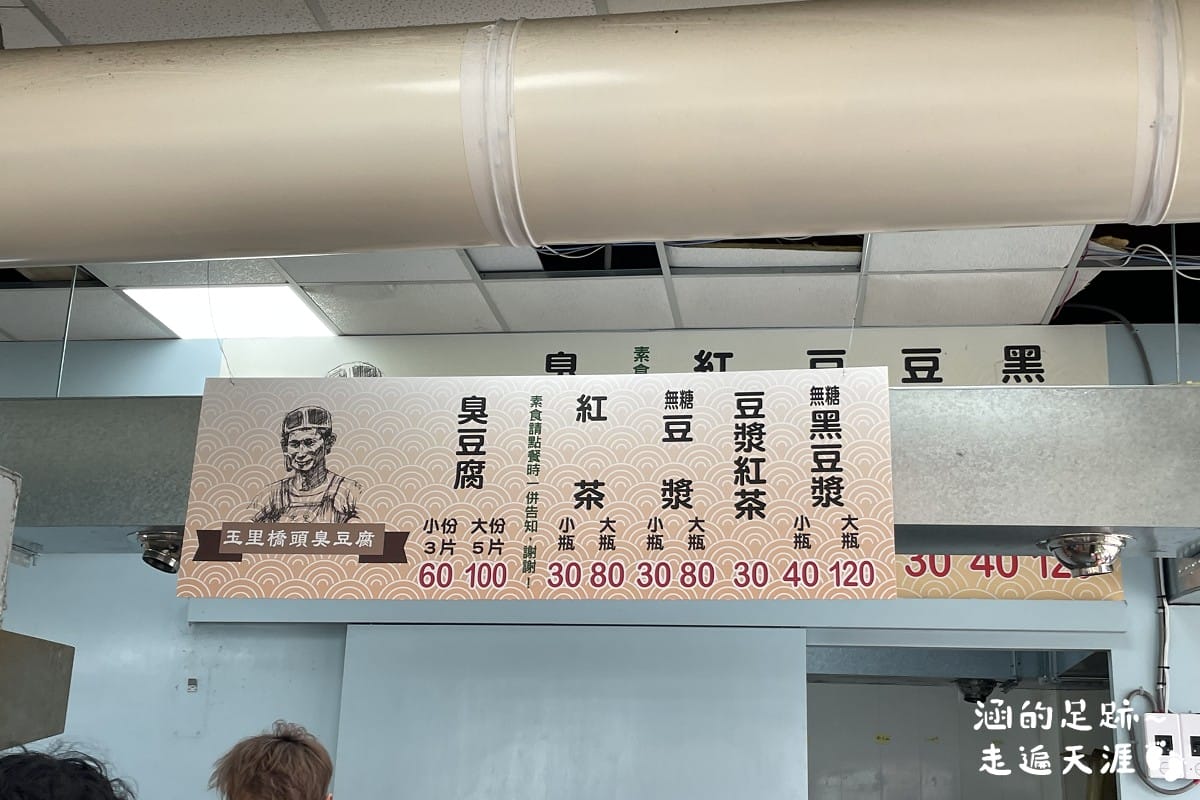 臭 素食 紅 豆 豆 黑
玉里橋頭臭豆腐
臭豆腐
小份 大份
3片 5片
60 100
素食請點餐時一併告知，謝謝！
紅茶
小瓶 大瓶
30 80
無糖
豆漿
小瓶 大瓶
30 80
豆漿紅茶
30
無糖
黑豆漿
小瓶 大瓶
40 120
30 40
涵的足跡~
走遍天涯